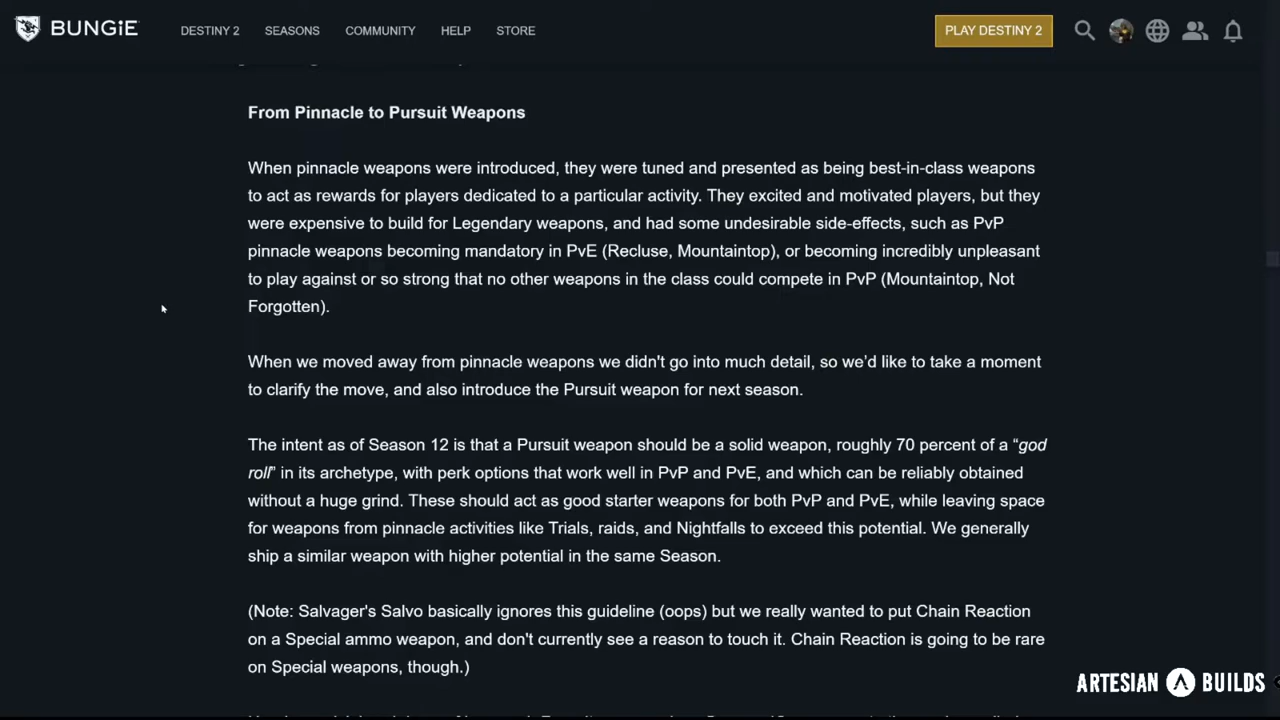 BUNGiE DESTINY 2 SEASONS COMMUNITY HELP STORE PLAY DESTINY 2
From Pinnacle to Pursuit Weapons
When pinnacle weapons were introduced, they were tuned and presented as being best-in-class weapons
to act as rewards for players dedicated to a particular activity. They excited and motivated players, but they
were expensive to build for Legendary weapons, and had some undesirable side-effects, such as PvP
pinnacle weapons becoming mandatory in PvE (Recluse, Mountaintop), or becoming incredibly unpleasant
to play against or so strong that no other weapons in the class could compete in PvP (Mountaintop, Not
Forgotten).
When we moved away from pinnacle weapons we didn't go into much detail, so we'd like to take a moment
to clarify the move, and also introduce the Pursuit weapon for next season.
The intent as of Season 12 is that a Pursuit weapon should be a solid weapon, roughly 70 percent of a “god
roll” in its archetype, with perk options that work well in PvP and PvE, and which can be reliably obtained
without a huge grind. These should act as good starter weapons for both PvP and PvE, while leaving space
for weapons from pinnacle activities like Trials, raids, and Nightfalls to exceed this potential. We generally
ship a similar weapon with higher potential in the same Season.
(Note: Salvager's Salvo basically ignores this guideline (oops) but we really wanted to put Chain Reaction
on a Special ammo weapon, and don't currently see a reason to touch it. Chain Reaction is going to be rare
on Special weapons, though.)
ARTESIAN BUILDS